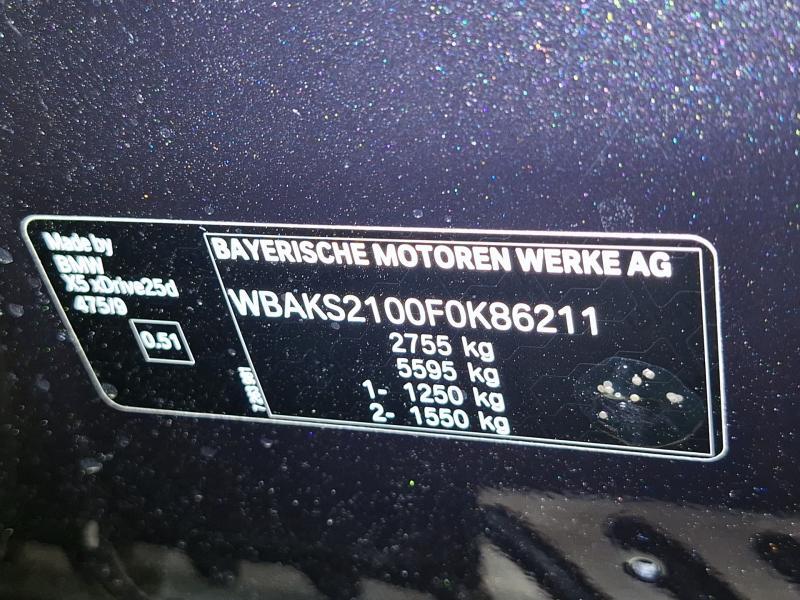 Made by
BMW
X5 xDrive25d
475/9
0.51
BAYERISCHE MOTOREN WERKE AG
WBAKS2100F0K86211
2755 kg
5595 kg
1- 1250 kg
2- 1550 kg